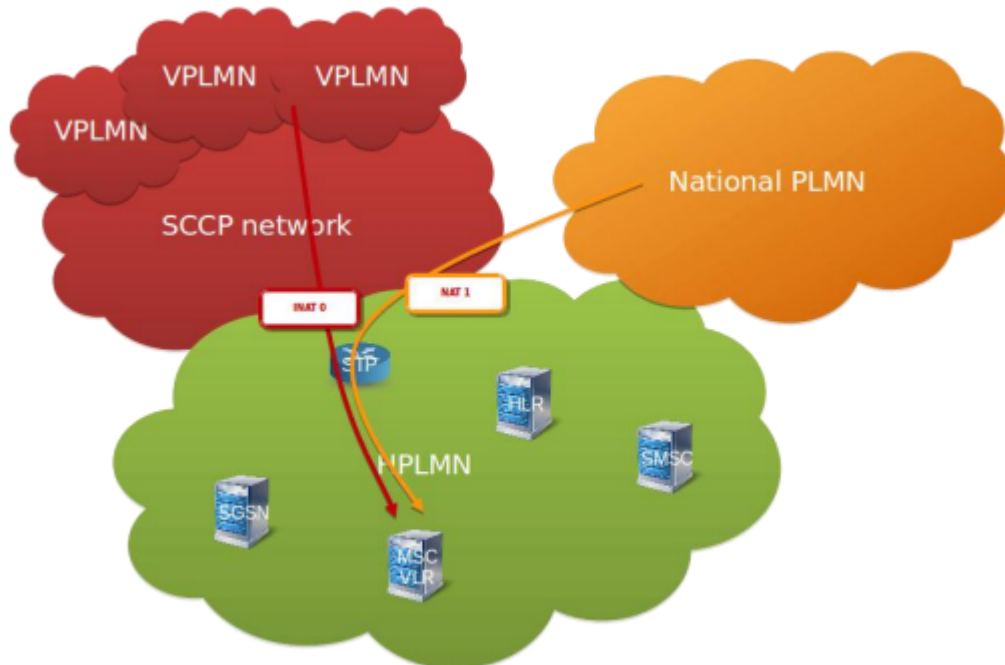 VPLMN
VPLMN
VPLMN
SCCP network
National PLMN
INAT 0
NAT 1
STP
HLR
SMSC
HPLMN
SGSN
MSC
VLR